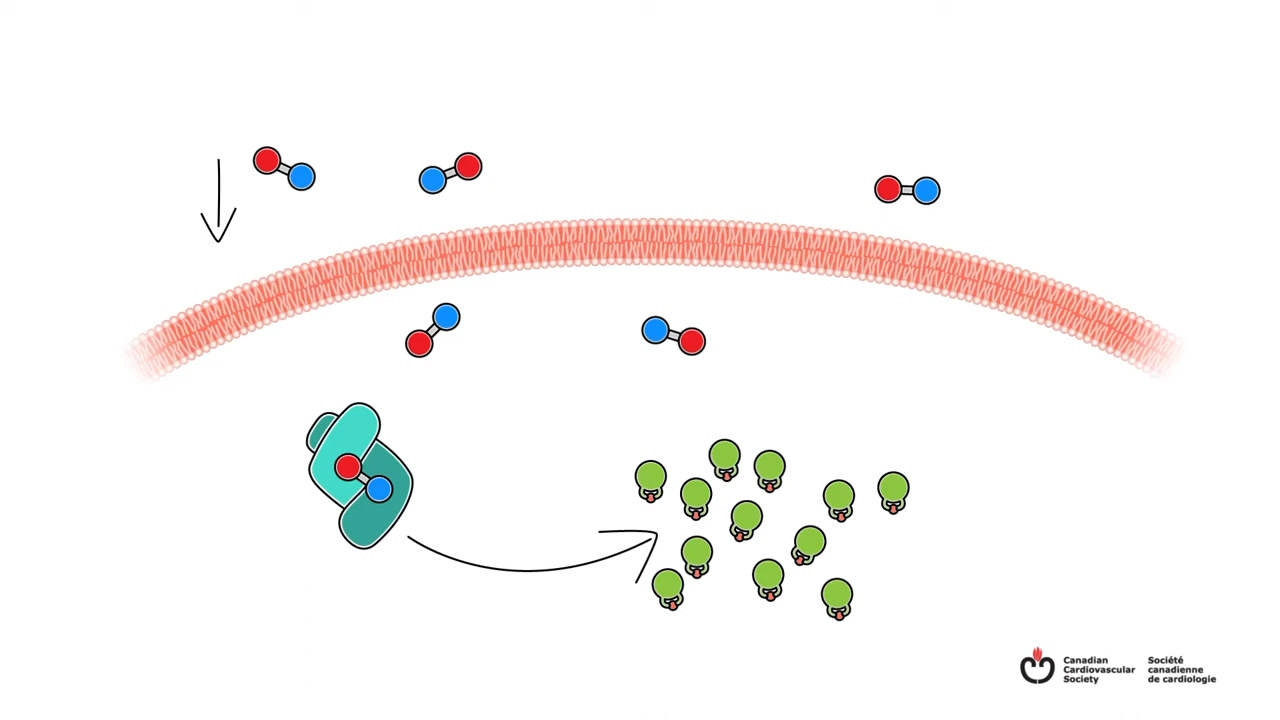 Canadian
Cardiovascular
Society
Société
canadienne
de cardiologie